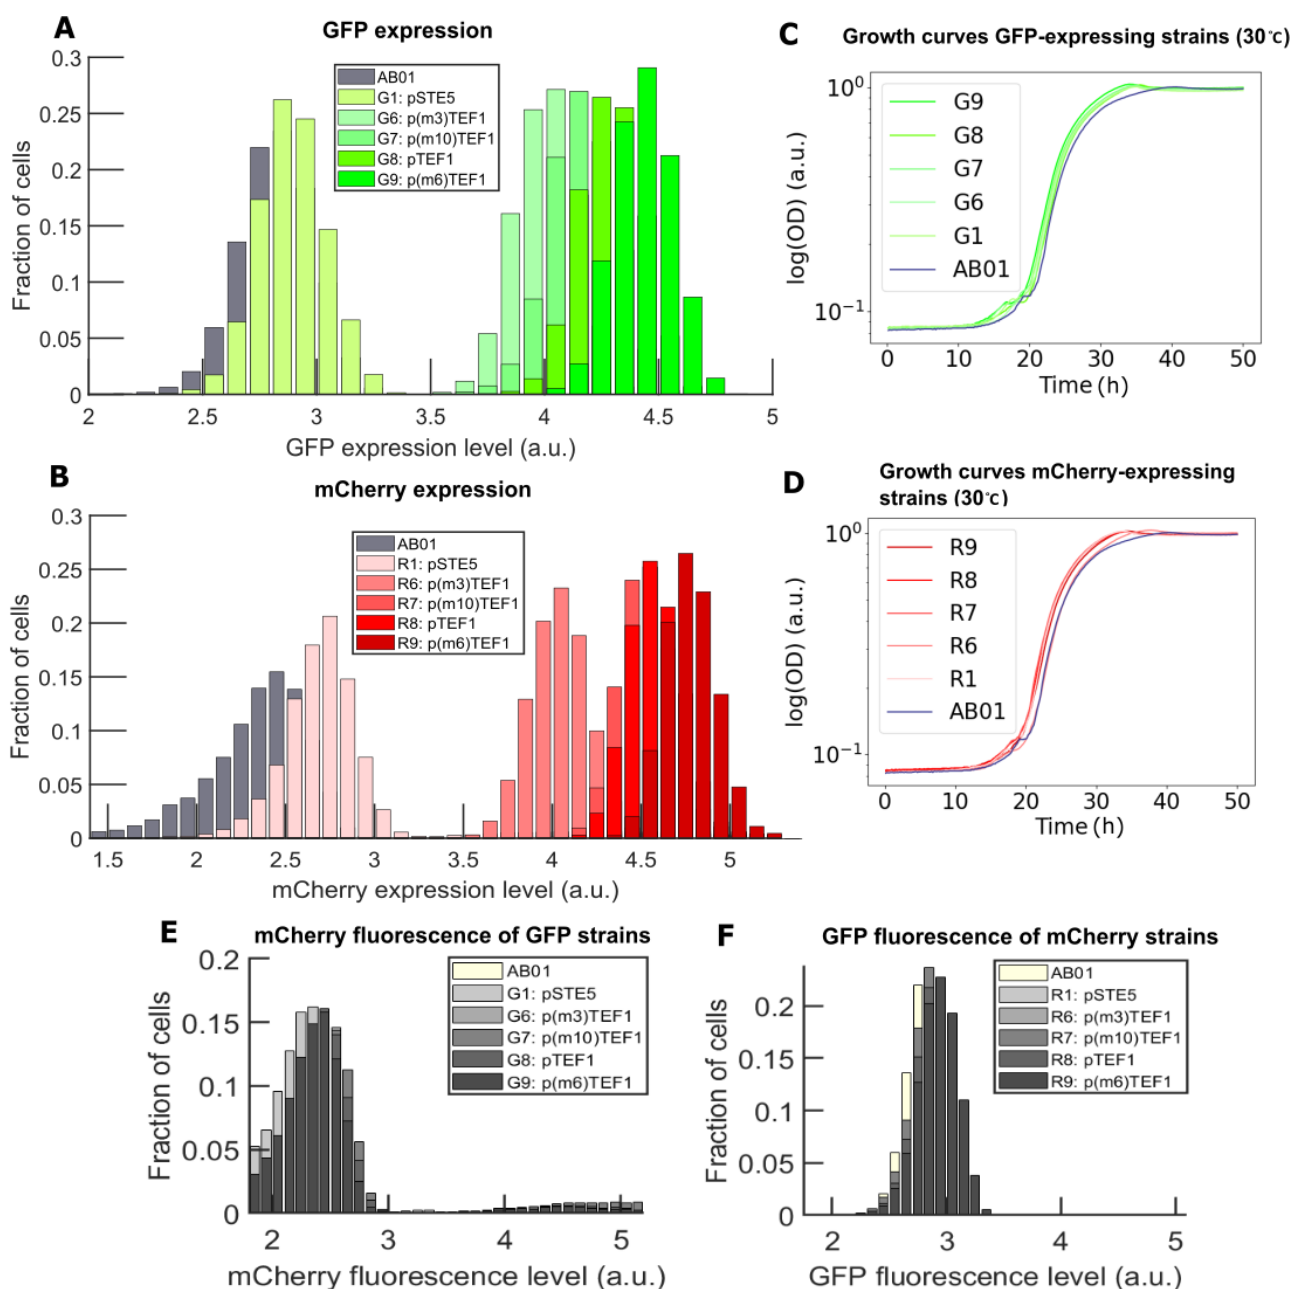 A
GFP expression
0.3
0.25
0.2
0.15
0.1
0.05
0
Fraction of cells
AB01
G1: pSTE5
G6: p(m3)TEF1
G7: p(m10)TEF1
G8: pTEF1
G9: p(m6)TEF1
2
2.5
3
3.5
4
4.5
5
GFP expression level (a.u.)
C
Growth curves GFP-expressing strains (30℃)
10⁰
10⁻¹
log(OD) (a.u.)
G9
G8
G7
G6
G1
AB01
0
10
20
30
40
50
Time (h)
B
mCherry expression
0.3
0.25
0.2
0.15
0.1
0.05
0
Fraction of cells
AB01
R1: pSTE5
R6: p(m3)TEF1
R7: p(m10)TEF1
R8: pTEF1
R9: p(m6)TEF1
1.5
2
2.5
3
3.5
4
4.5
5
mCherry expression level (a.u.)
D
Growth curves mCherry-expressing
strains (30℃)
10⁰
10⁻¹
log(OD) (a.u.)
R9
R8
R7
R6
R1
AB01
0
10
20
30
40
50
Time (h)
E
mCherry fluorescence of GFP strains
0.2
0.15
0.1
0.05
0
Fraction of cells
AB01
G1: pSTE5
G6: p(m3)TEF1
G7: p(m10)TEF1
G8: pTEF1
G9: p(m6)TEF1
2
3
4
5
mCherry fluorescence level (a.u.)
F
GFP fluorescence of mCherry strains
0.2
0.15
0.1
0.05
0
Fraction of cells
AB01
R1: pSTE5
R6: p(m3)TEF1
R7: p(m10)TEF1
R8: pTEF1
R9: p(m6)TEF1
2
3
4
5
GFP fluorescence level (a.u.)